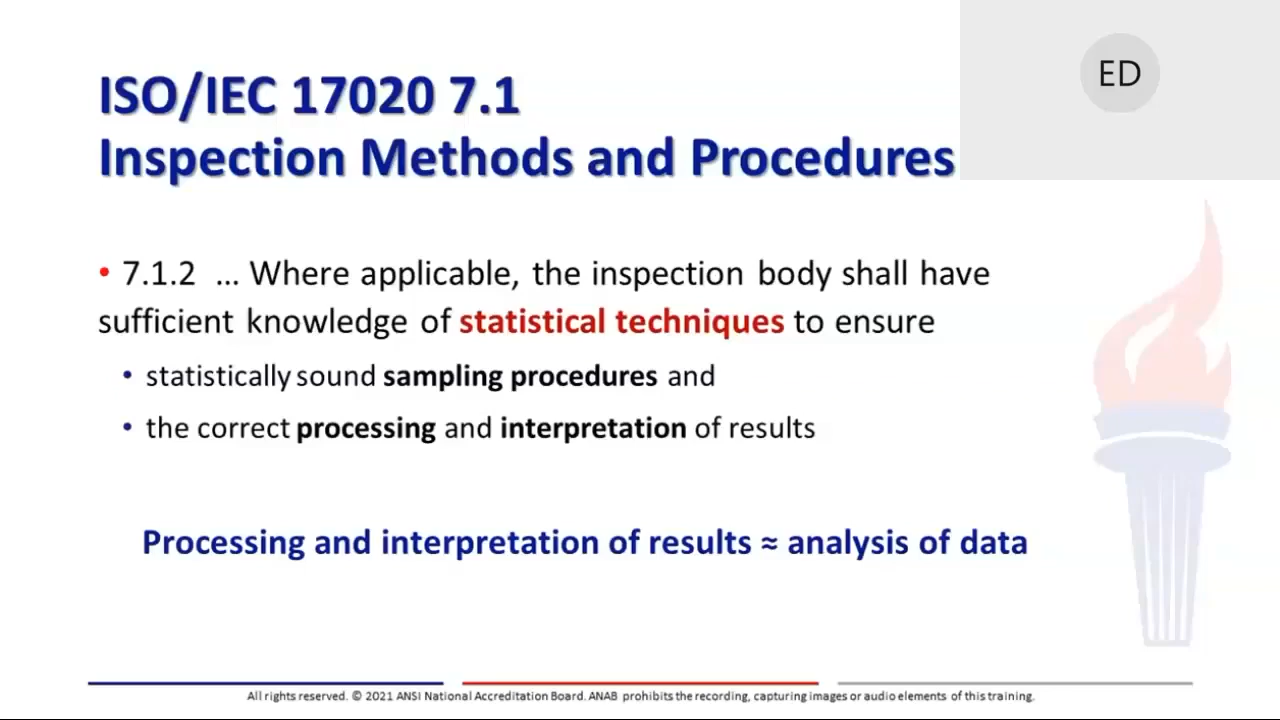 ED
ISO/IEC 17020 7.1
Inspection Methods and Procedures
• 7.1.2 ... Where applicable, the inspection body shall have
sufficient knowledge of statistical techniques to ensure
• statistically sound sampling procedures and
• the correct processing and interpretation of results
Processing and interpretation of results ≈ analysis of data
All rights reserved. © 2021 ANSI National Accreditation Board. ANAB prohibits the recording, capturing images or audio elements of this training.